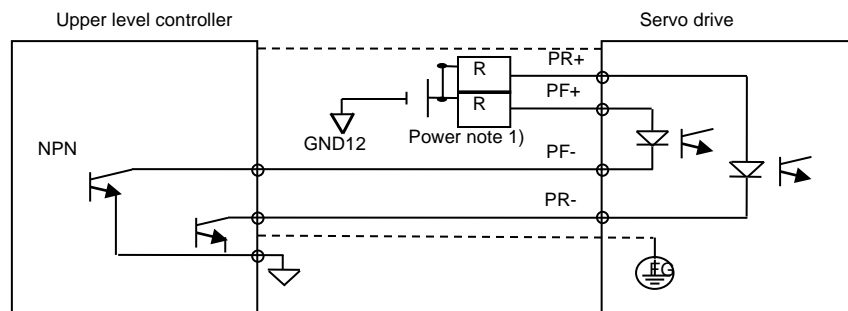 Upper level controller
Servo drive
PR+
R
PF+
R
GND12
Power note 1)
NPN
PF-
PR-
FG